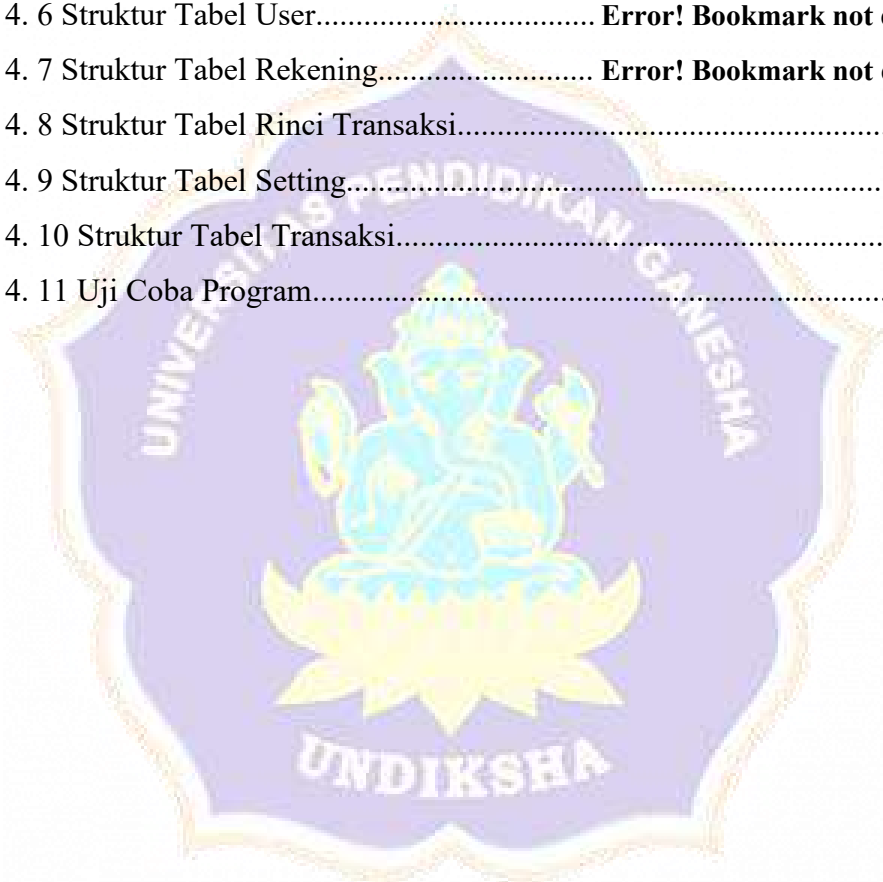 4. 6 Struktur Tabel User............................... Error! Bookmark not
4. 7 Struktur Tabel Rekening........................... Error! Bookmark not
4. 8 Struktur Tabel Rinci Transaksi.....................................................
4. 9 Struktur Tabel Setting...................................................................
4. 10 Struktur Tabel Transaksi.............................................................
4. 11 Uji Coba Program.......................................................................
UNIVERSITAS PENDIDIKAN GANESHA
UNDIKSHA